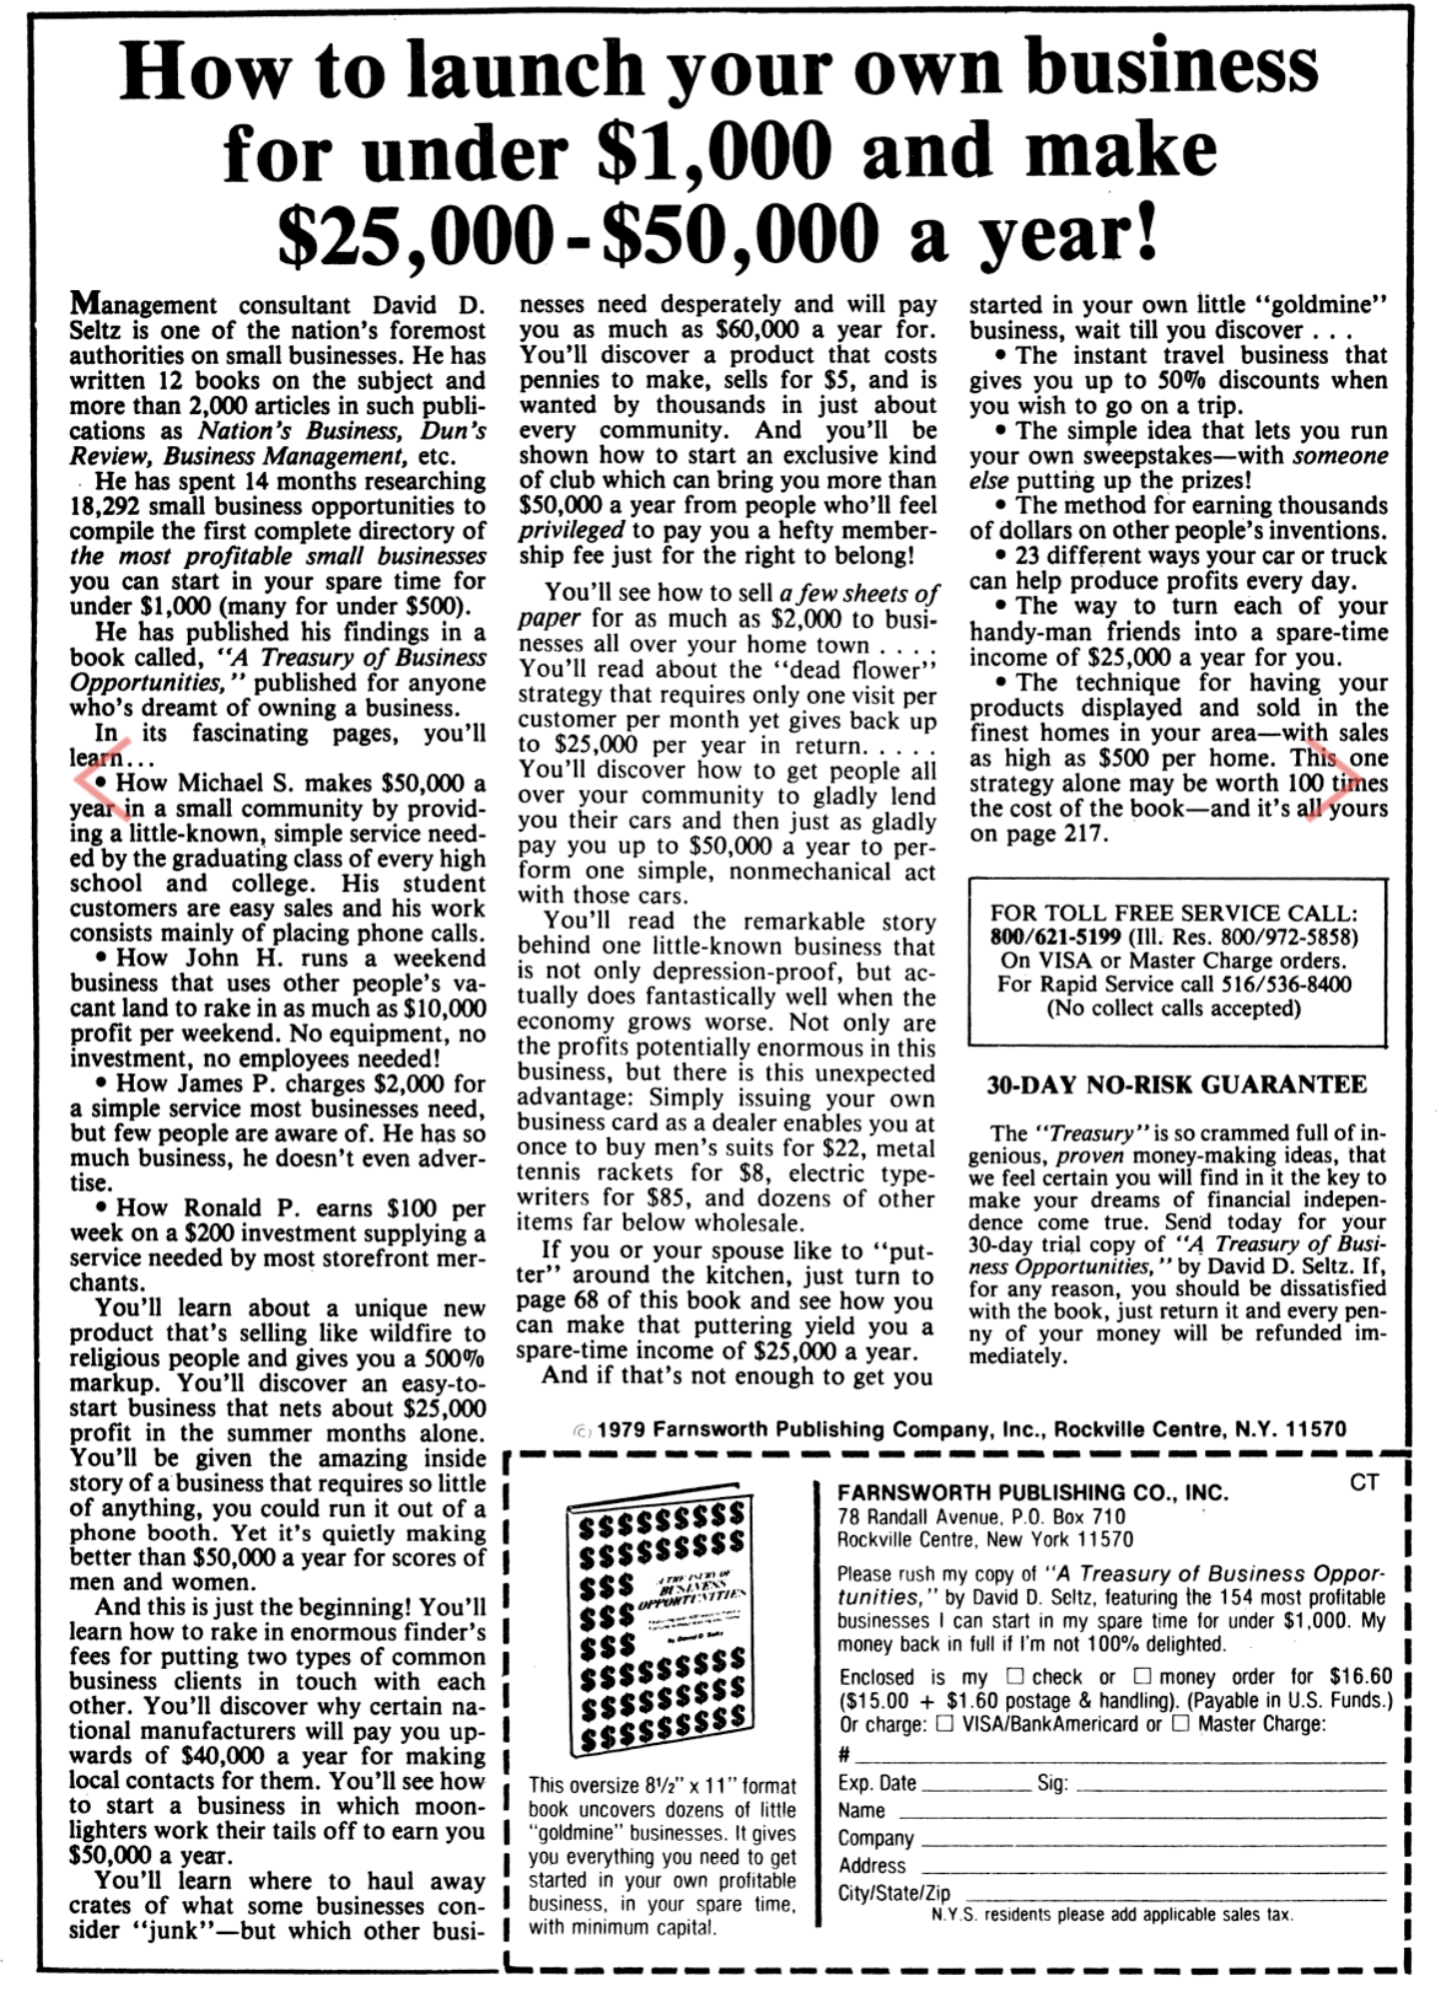 How to launch your own business
for under $1,000 and make
$25,000-$50,000 a year!
Management consultant David D.
Seltz is one of the nation's foremost
authorities on small businesses. He has
written 12 books on the subject and
more than 2,000 articles in such publi-
cations as Nation's Business, Dun's
Review, Business Management, etc.
He has spent 14 months researching
18,292 small business opportunities to
compile the first complete directory of
the most profitable small businesses
you can start in your spare time for
under $1,000 (many for under $500).
He has published his findings in a
book called, "A Treasury of Business
Opportunities," published for anyone
who's dreamt of owning a business.
In its fascinating pages, you'll
learn...
• How Michael S. makes $50,000 a
year in a small community by provid-
ing a little-known, simple service need-
ed by the graduating class of every high
school and college. His student
customers are easy sales and his work
consists mainly of placing phone calls.
• How John H. runs a weekend
business that uses other people's va-
cant land to rake in as much as $10,000
profit per weekend. No equipment, no
investment, no employees needed!
• How James P. charges $2,000 for
a simple service most businesses need,
but few people are aware of. He has so
much business, he doesn't even adver-
tise.
• How Ronald P. earns $100 per
week on a $200 investment supplying a
service needed by most storefront mer-
chants.
You'll learn about a unique new
product that's selling like wildfire to
religious people and gives you a 500%
markup. You'll discover an easy-to-
start business that nets about $25,000
profit in the summer months alone.
You'll be given the amazing inside
story of a business that requires so little
of anything, you could run it out of a
phone booth. Yet it's quietly making
better than $50,000 a year for scores of
men and women.
And this is just the beginning! You'll
learn how to rake in enormous finder's
fees for putting two types of common
business clients in touch with each
other. You'll discover why certain na-
tional manufacturers will pay you up-
wards of $40,000 a year for making
local contacts for them. You'll see how
to start a business in which moon-
lighters work their tails off to earn you
$50,000 a year.
You'll learn where to haul away
crates of what some businesses con-
sider "junk"—but which other busi-
nesses need desperately and will pay
you as much as $60,000 a year for.
You'll discover a product that costs
pennies to make, sells for $5, and is
wanted by thousands in just about
every community. And you'll be
shown how to start an exclusive kind
of club which can bring you more than
$50,000 a year from people who'll feel
privileged to pay you a hefty member-
ship fee just for the right to belong!
You'll see how to sell a few sheets of
paper for as much as $2,000 to busi-
nesses all over your home town . . . .
You'll read about the "dead flower"
strategy that requires only one visit per
customer per month yet gives back up
to $25,000 per year in return. . . . .
You'll discover how to get people all
over your community to gladly lend
you their cars and then just as gladly
pay you up to $50,000 a year to per-
form one simple, nonmechanical act
with those cars.
You'll read the remarkable story
behind one little-known business that
is not only depression-proof, but ac-
tually does fantastically well when the
economy grows worse. Not only are
the profits potentially enormous in this
business, but there is this unexpected
advantage: Simply issuing your own
business card as a dealer enables you at
once to buy men's suits for $22, metal
tennis rackets for $8, electric type-
writers for $85, and dozens of other
items far below wholesale.
If you or your spouse like to "put-
ter" around the kitchen, just turn to
page 68 of this book and see how you
can make that puttering yield you a
spare-time income of $25,000 a year.
And if that's not enough to get you
started in your own little "goldmine"
business, wait till you discover . . .
• The instant travel business that
gives you up to 50% discounts when
you wish to go on a trip.
• The simple idea that lets you run
your own sweepstakes—with someone
else putting up the prizes!
• The method for earning thousands
of dollars on other people's inventions.
• 23 different ways your car or truck
can help produce profits every day.
• The way to turn each of your
handy-man friends into a spare-time
income of $25,000 a year for you.
• The technique for having your
products displayed and sold in the
finest homes in your area—with sales
as high as $500 per home. This one
strategy alone may be worth 100 times
the cost of the book—and it's all yours
on page 217.
FOR TOLL FREE SERVICE CALL:
800/621-5199 (Ill. Res. 800/972-5858)
On VISA or Master Charge orders.
For Rapid Service call 516/536-8400
(No collect calls accepted)
30-DAY NO-RISK GUARANTEE
The "Treasury" is so crammed full of in-
genious, proven money-making ideas, that
we feel certain you will find in it the key to
make your dreams of financial indepen-
dence come true. Send today for your
30-day trial copy of "A Treasury of Busi-
ness Opportunities," by David D. Seltz. If,
for any reason, you should be dissatisfied
with the book, just return it and every pen-
ny of your money will be refunded im-
mediately.
© 1979 Farnsworth Publishing Company, Inc., Rockville Centre, N.Y. 11570
$$$$$$$$$
$$$$$$$$$
$$$ A TREASURY OF
BUSINESS
$$$ OPPORTUNITIES
$$$ by David D. Seltz
$$$$$$$$$
$$$$$$$$$
$$$$$$$$$
This oversize 8½" x 11" format
book uncovers dozens of little
"goldmine" businesses. It gives
you everything you need to get
started in your own profitable
business, in your spare time,
with minimum capital.
CT
FARNSWORTH PUBLISHING CO., INC.
78 Randall Avenue, P.O. Box 710
Rockville Centre, New York 11570
Please rush my copy of "A Treasury of Business Oppor-
tunities," by David D. Seltz, featuring the 154 most profitable
businesses I can start in my spare time for under $1,000. My
money back in full if I'm not 100% delighted.
Enclosed is my □ check or □ money order for $16.60
($15.00 + $1.60 postage & handling). (Payable in U.S. Funds.)
Or charge: □ VISA/BankAmericard or □ Master Charge:
#
Exp. Date Sig:
Name
Company
Address
City/State/Zip
N.Y.S. residents please add applicable sales tax.